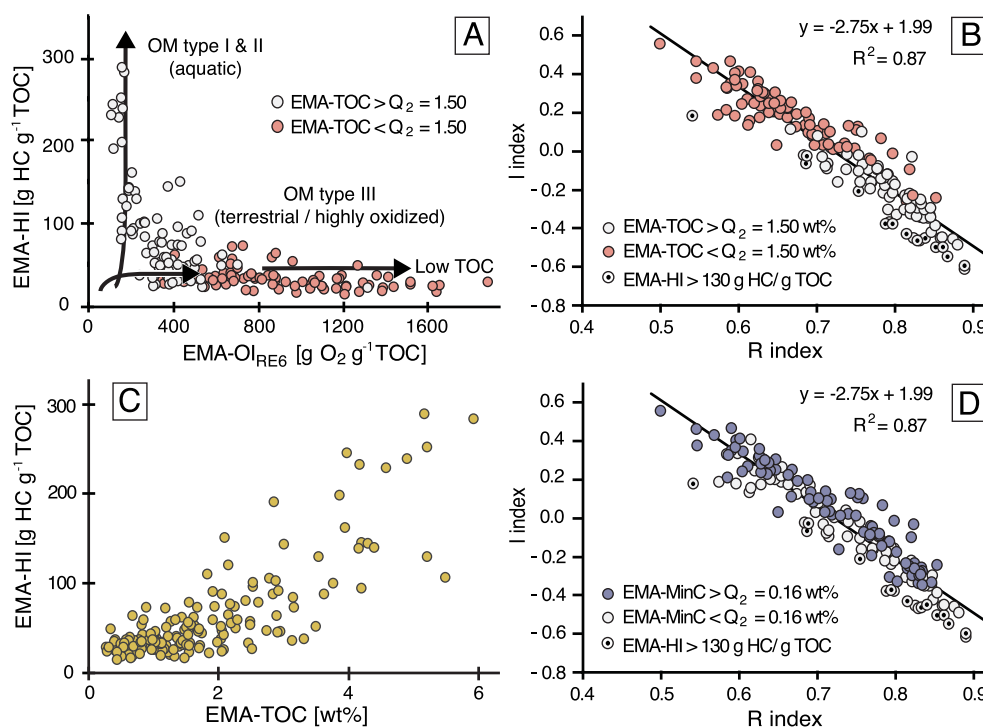 A
OM type I & II
(aquatic)
EMA-TOC > Q2 = 1.50
EMA-TOC < Q2 = 1.50
OM type III
(terrestrial / highly oxidized)
Low TOC
300
200
100
0
EMA-HI [g HC g-1 TOC]
0 400 800 1200 1600
EMA-OIRE6 [g O2 g-1 TOC]
B
y = -2.75x + 1.99
R2 = 0.87
0.6
0.4
0.2
0.0
-0.2
-0.4
-0.6
-0.8
I index
EMA-TOC > Q2 = 1.50 wt%
EMA-TOC < Q2 = 1.50 wt%
EMA-HI > 130 g HC/ g TOC
0.4 0.5 0.6 0.7 0.8 0.9
R index
C
300
200
100
0
EMA-HI [g HC g-1 TOC]
0 2 4 6
EMA-TOC [wt%]
D
y = -2.75x + 1.99
R2 = 0.87
0.6
0.4
0.2
0.0
-0.2
-0.4
-0.6
-0.8
I index
EMA-MinC > Q2 = 0.16 wt%
EMA-MinC < Q2 = 0.16 wt%
EMA-HI > 130 g HC/ g TOC
0.4 0.5 0.6 0.7 0.8 0.9
R index